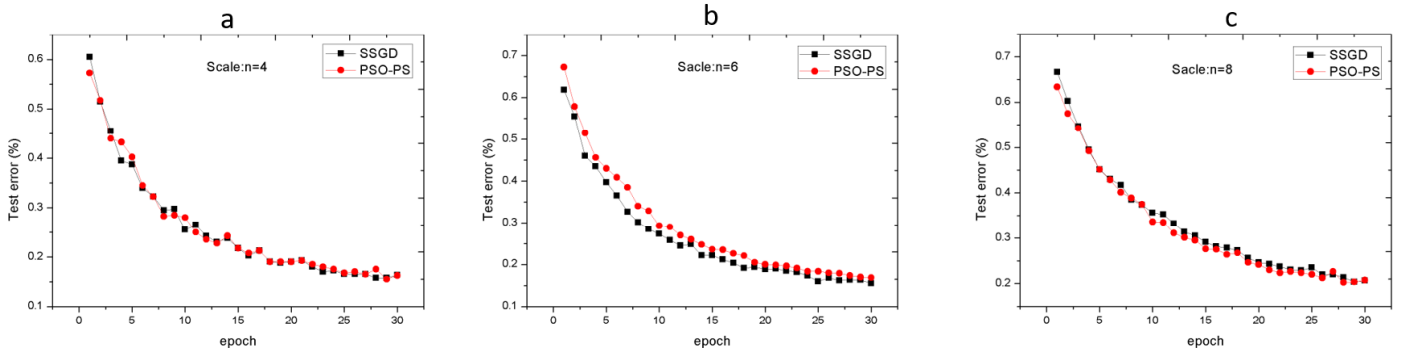 a
0.6
0.5
0.4
0.3
0.2
0.1
Test error (%)
Scale:n=4
SSGD
PSO-PS
0 5 10 15 20 25 30
epoch
b
0.7
0.6
0.5
0.4
0.3
0.2
0.1
Test error (%)
Sacle:n=6
SSGD
PSO-PS
0 5 10 15 20 25 30
epoch
c
0.7
0.6
0.5
0.4
0.3
0.2
Test error (%)
Sacle:n=8
SSGD
PSO-PS
0 5 10 15 20 25 30
epoch